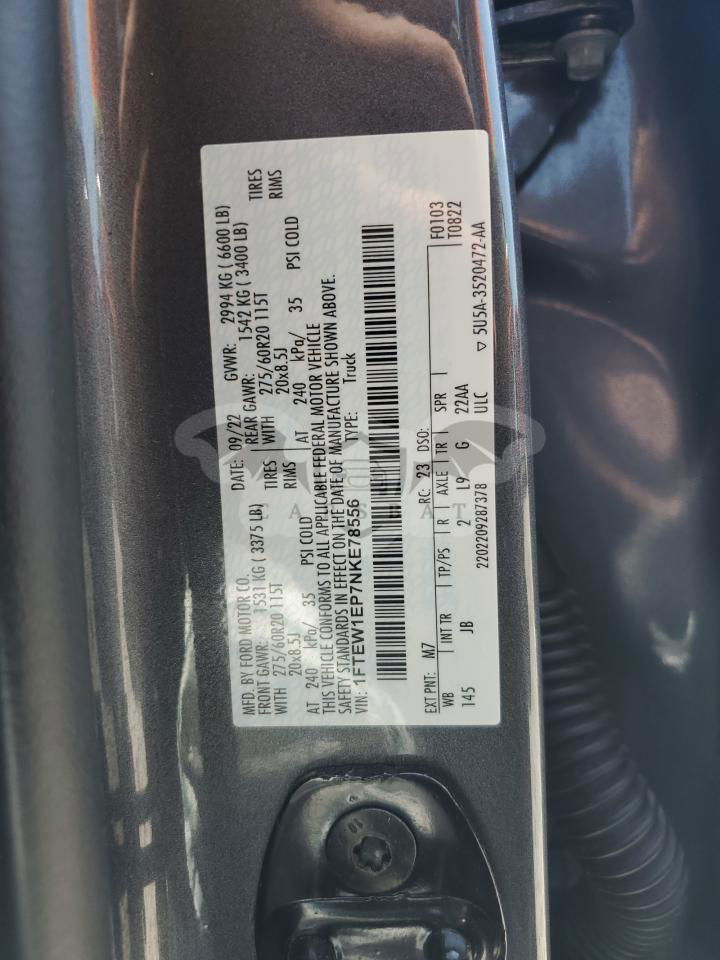 MFD. BY FORD MOTOR CO. DATE: 09/22 GVWR: 2994 KG ( 6600 LB)
FRONT GAWR: 1531 KG ( 3375 LB) REAR GAWR: 1542 KG ( 3400 LB)
WITH 275/60R20 115T TIRES WITH 275/60R20 115T TIRES
20x8.5J RIMS 20x8.5J RIMS
AT 240 kPa/ 35 PSI COLD AT 240 kPa/ 35 PSI COLD
THIS VEHICLE CONFORMS TO ALL APPLICABLE FEDERAL MOTOR VEHICLE
SAFETY STANDARDS IN EFFECT ON THE DATE OF MANUFACTURE SHOWN ABOVE.
VIN: 1FTEW1EP7NKE78556 TYPE: Truck
EXT PNT: M7 RC: 23 DSO: F0103
WB INT TR TP/PS R AXLE TR SPR T0822
145 JB 2 L9 G 22AA
2202209287378 ULC
▽ 5U5A-3520472-AA
10